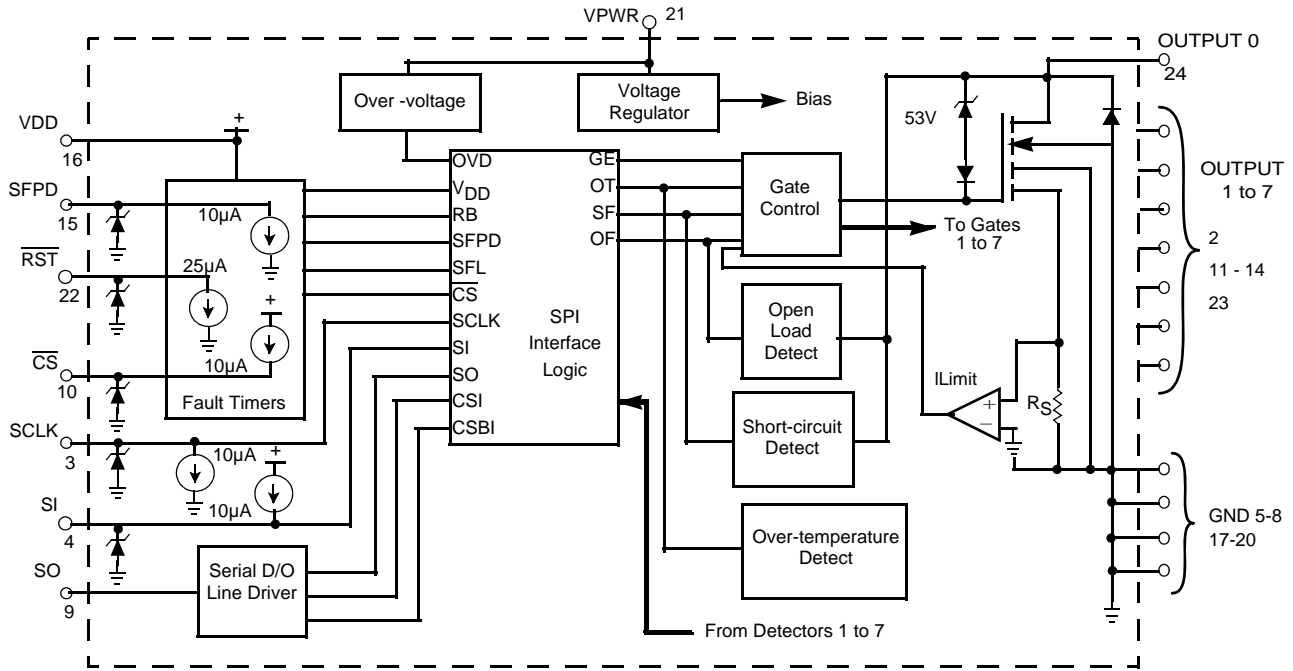 VPWR 21
OUTPUT 0
24
Over -voltage
Voltage
Regulator
Bias
53V
VDD
16
+
OVD
VDD
RB
SFPD
SFL
CS
SCLK
SI
SO
CSI
CSBI
GE
OT
SF
OF
SPI
Interface
Logic
Gate
Control
To Gates
1 to 7
OUTPUT
1 to 7
2
11 - 14
23
SFPD
15
10µA
RST
22
25µA
+
10µA
CS
10
Fault Timers
Open
Load
Detect
ILimit
+
−
RS
SCLK
3
10µA
+
Short-circuit
Detect
SI
4
10µA
GND 5-8
17-20
Over-temperature
Detect
SO
9
Serial D/O
Line Driver
From Detectors 1 to 7